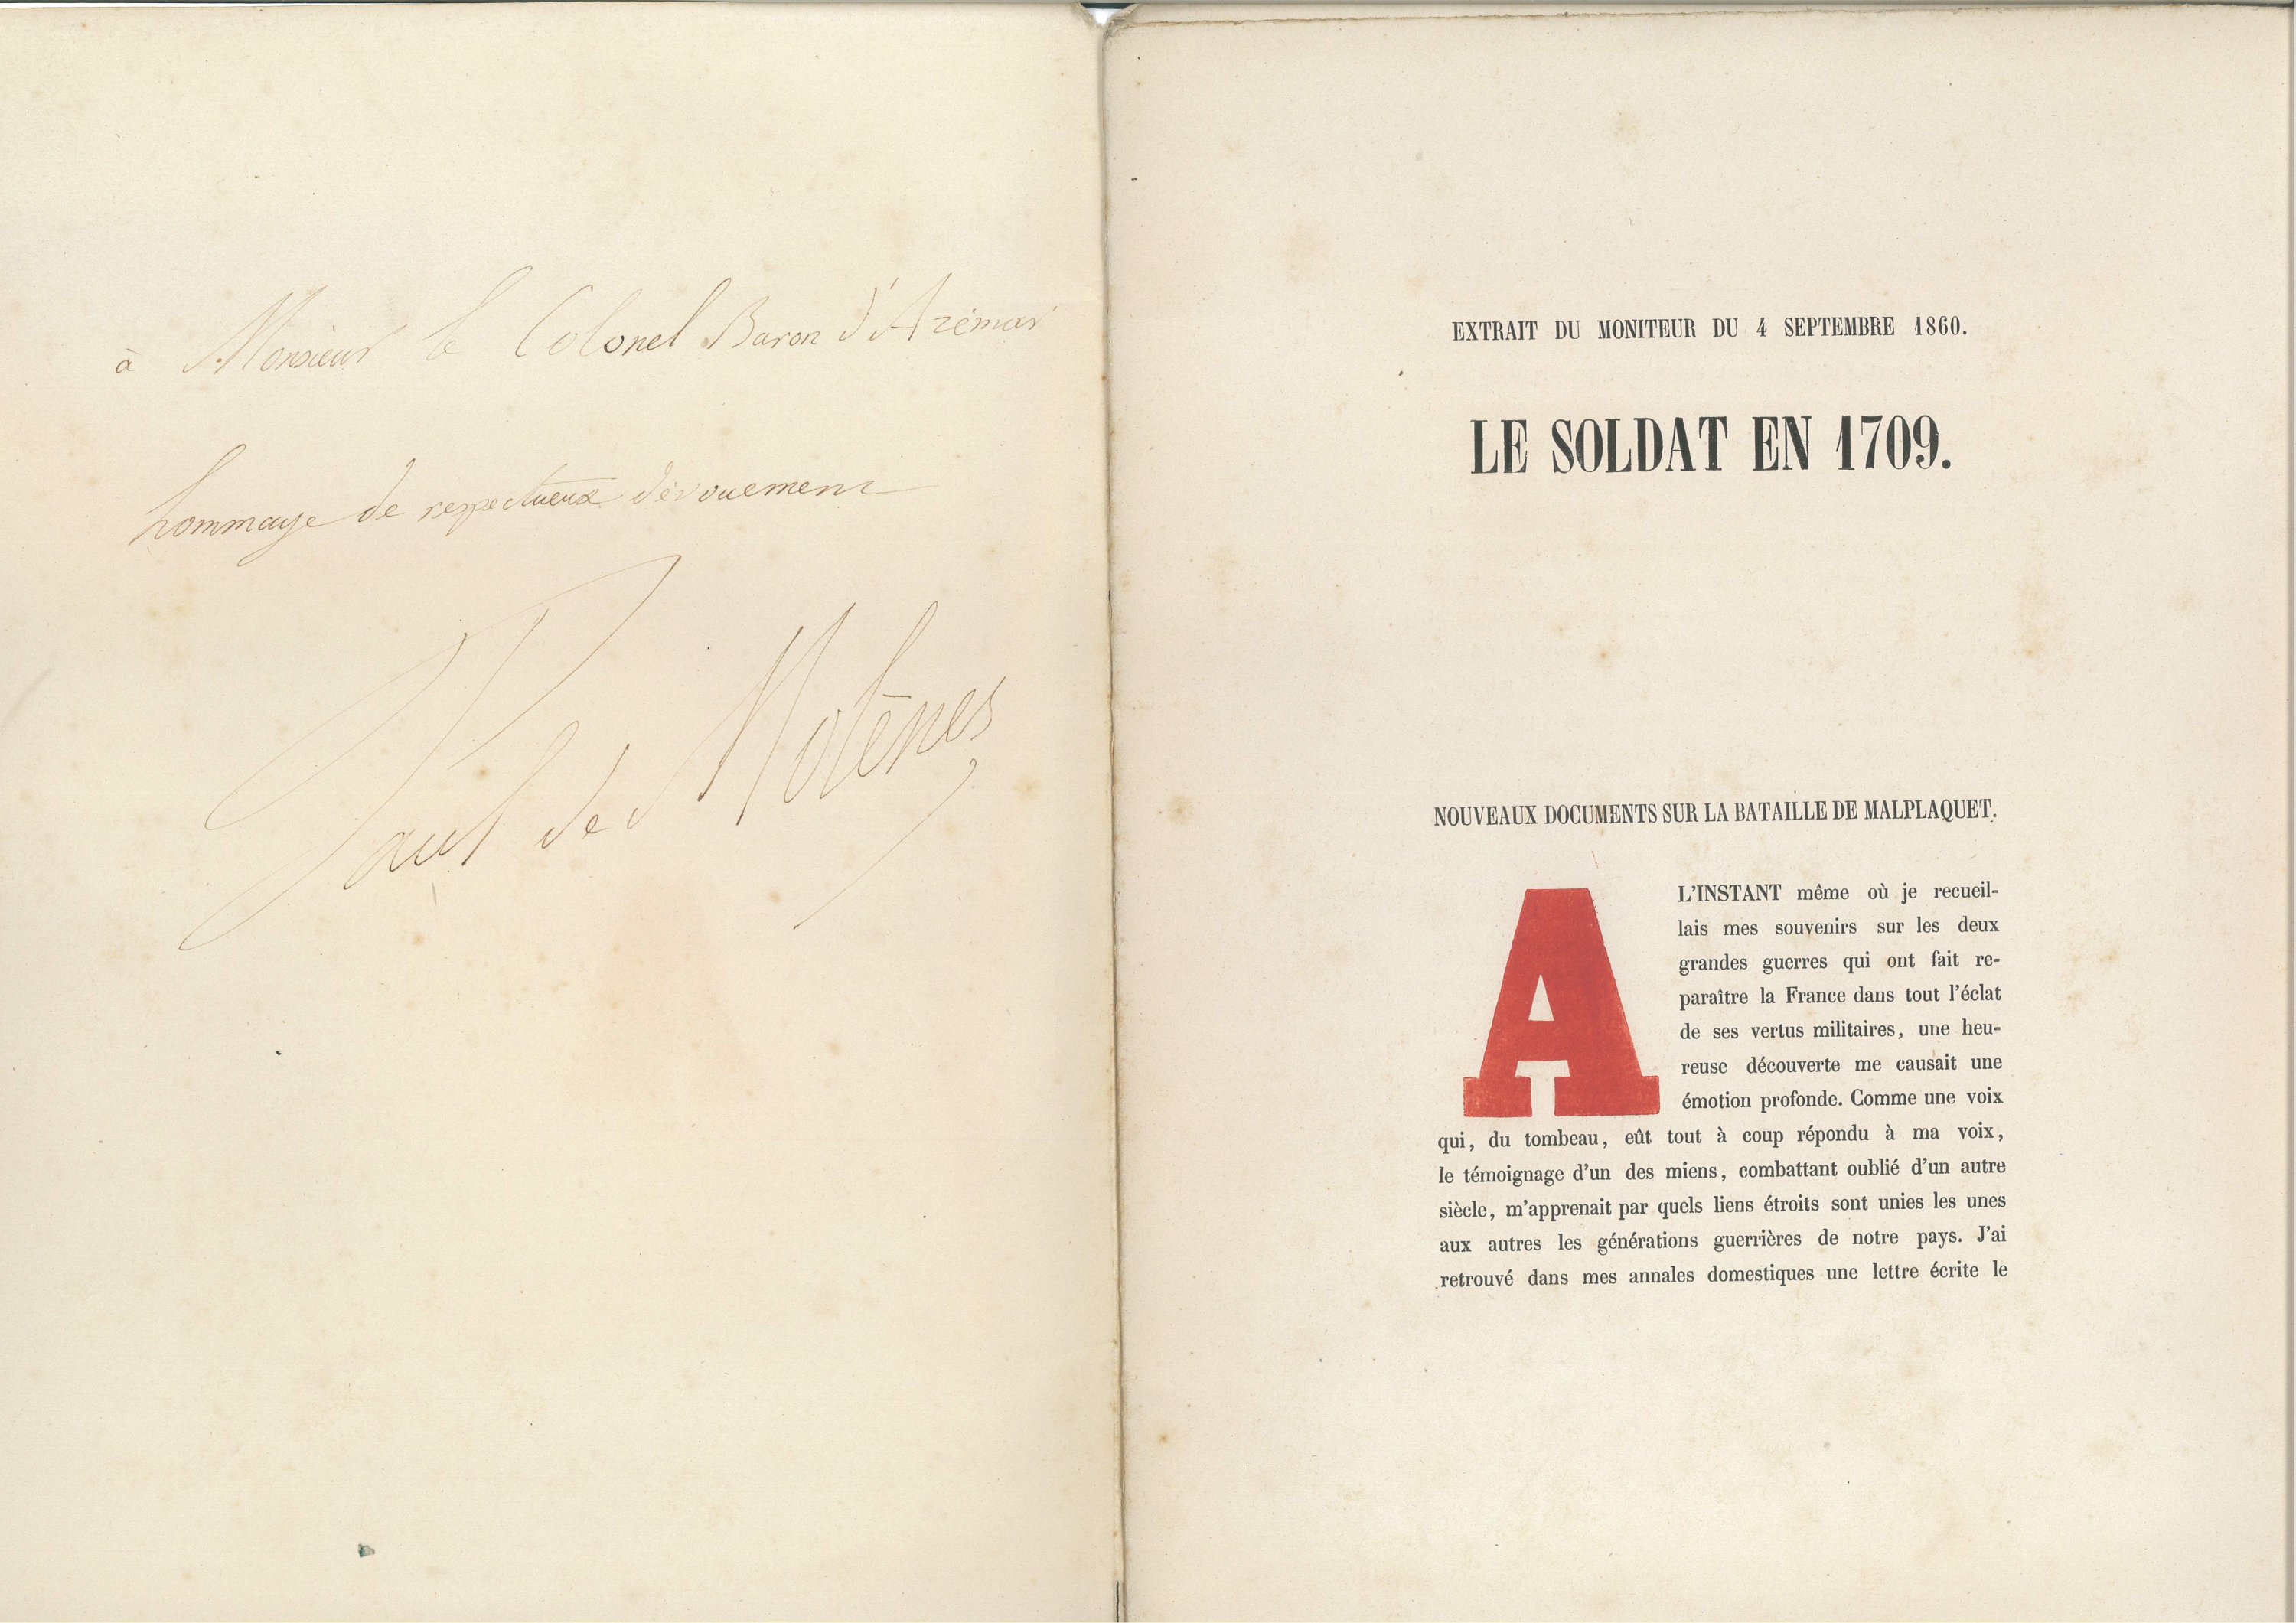 à Monsieur le Colonel Baron d'Azémar
hommage de respectueux dévouement
Paul de Molènes
EXTRAIT DU MONITEUR DU 4 SEPTEMBRE 1860.
LE SOLDAT EN 1709.
NOUVEAUX DOCUMENTS SUR LA BATAILLE DE MALPLAQUET.
A L'INSTANT même où je recueil-
lais mes souvenirs sur les deux
grandes guerres qui ont fait re-
paraître la France dans tout l'éclat
de ses vertus militaires, une heu-
reuse découverte me causait une
émotion profonde. Comme une voix
qui, du tombeau, eût tout à coup répondu à ma voix,
le témoignage d'un des miens, combattant oublié d'un autre
siècle, m'apprenait par quels liens étroits sont unies les unes
aux autres les générations guerrières de notre pays. J'ai
retrouvé dans mes annales domestiques une lettre écrite le